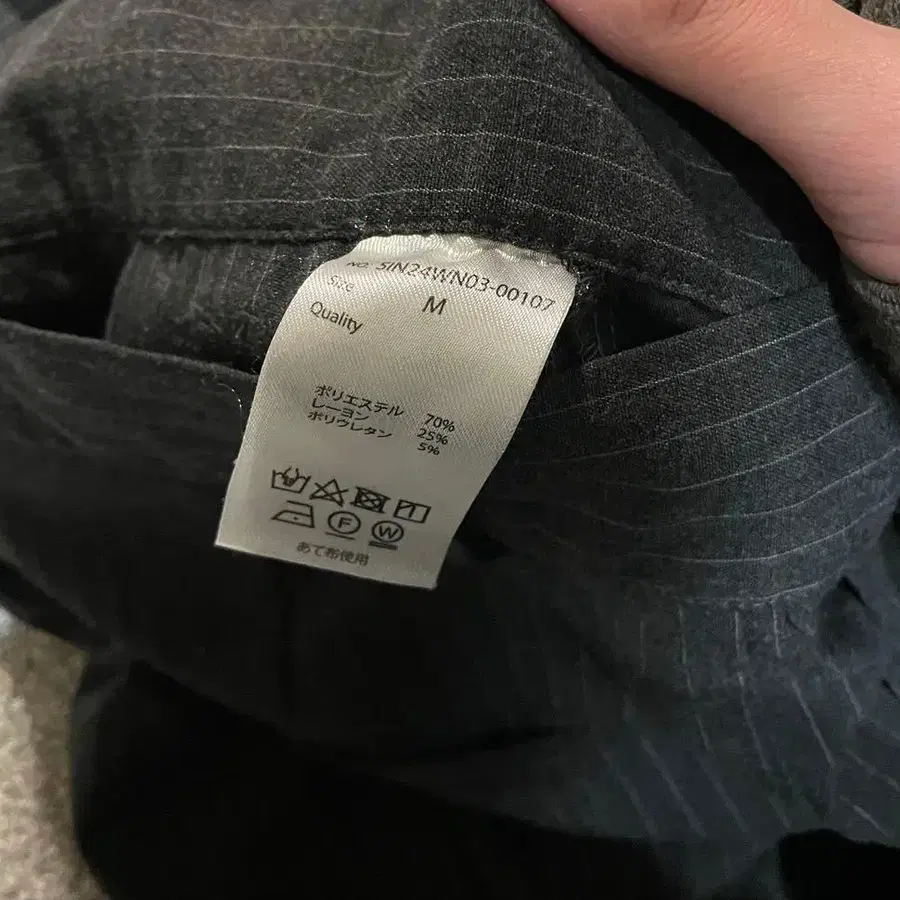 NO. SIN24WN03-00107
Size M
Quality
ポリエステル 70%
レーヨン 25%
ポリウレタン 5%
F W
あて布使用